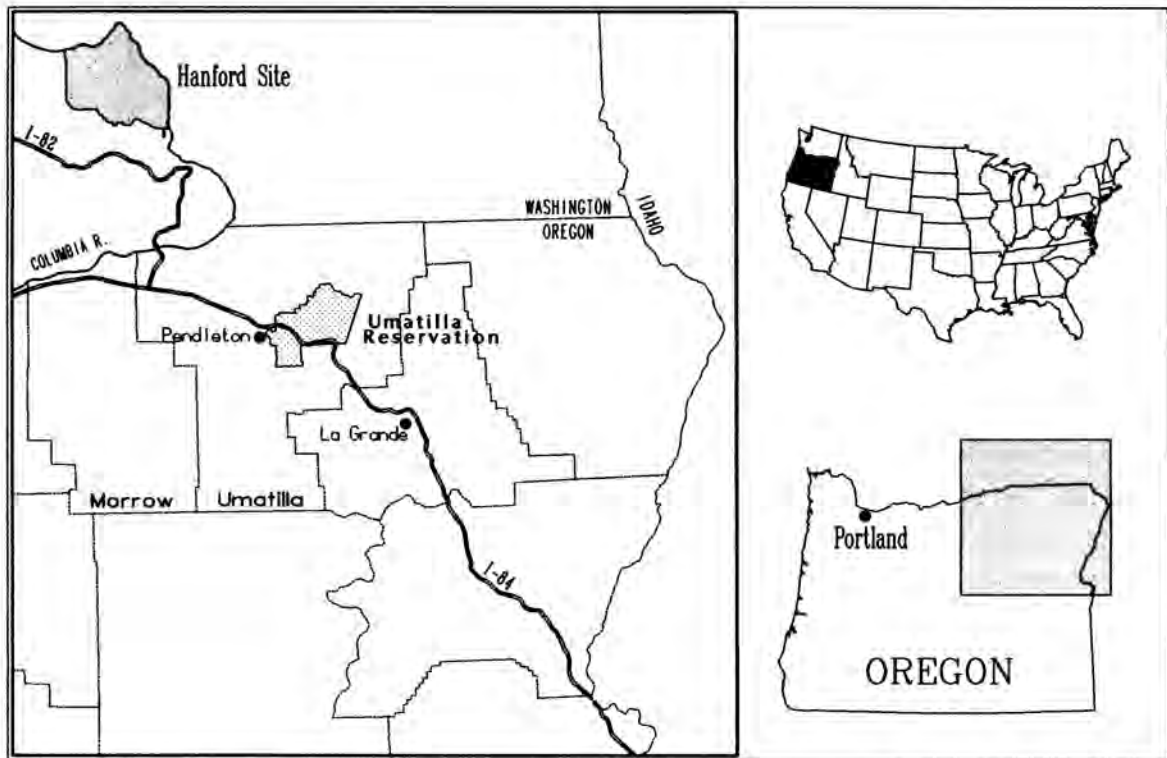 Hanford Site
I-82
WASHINGTON
OREGON
IDAHO
COLUMBIA R.
Pendleton
Umatilla
Reservation
La Grande
Morrow
Umatilla
I-84
Portland
OREGON